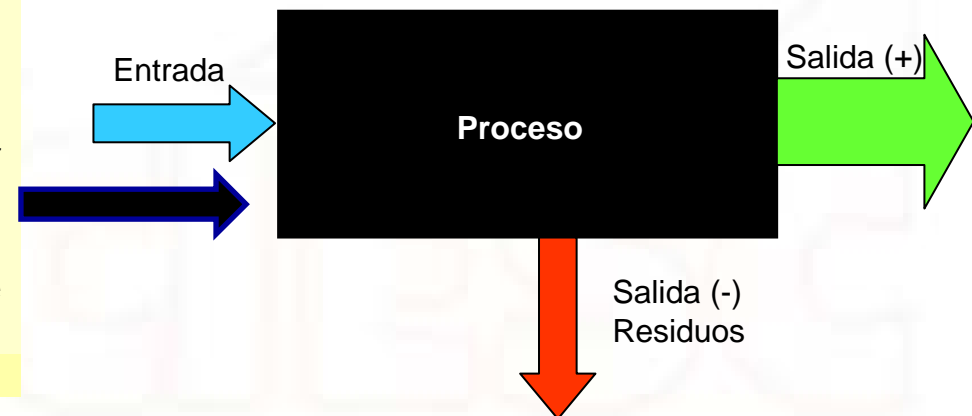 Entrada
Salida (+)
Proceso
Salida (-)
Residuos